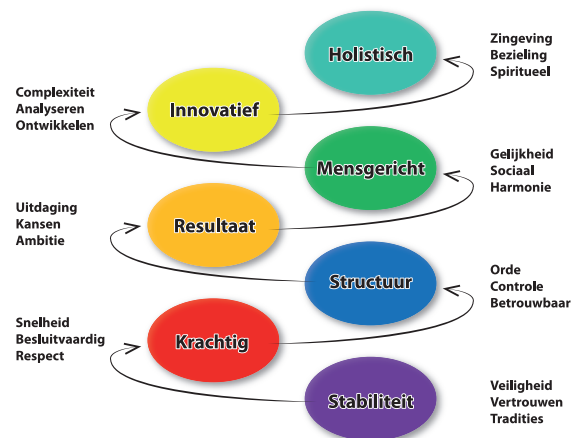 Holistisch
Zingeving
Bezieling
Spiritueel
Complexiteit
Analyseren
Ontwikkelen
Innovatief
Mensgericht
Gelijkheid
Sociaal
Harmonie
Uitdaging
Kansen
Ambitie
Resultaat
Structuur
Orde
Controle
Betrouwbaar
Snelheid
Besluitvaardig
Respect
Krachtig
Stabiliteit
Veiligheid
Vertrouwen
Tradities